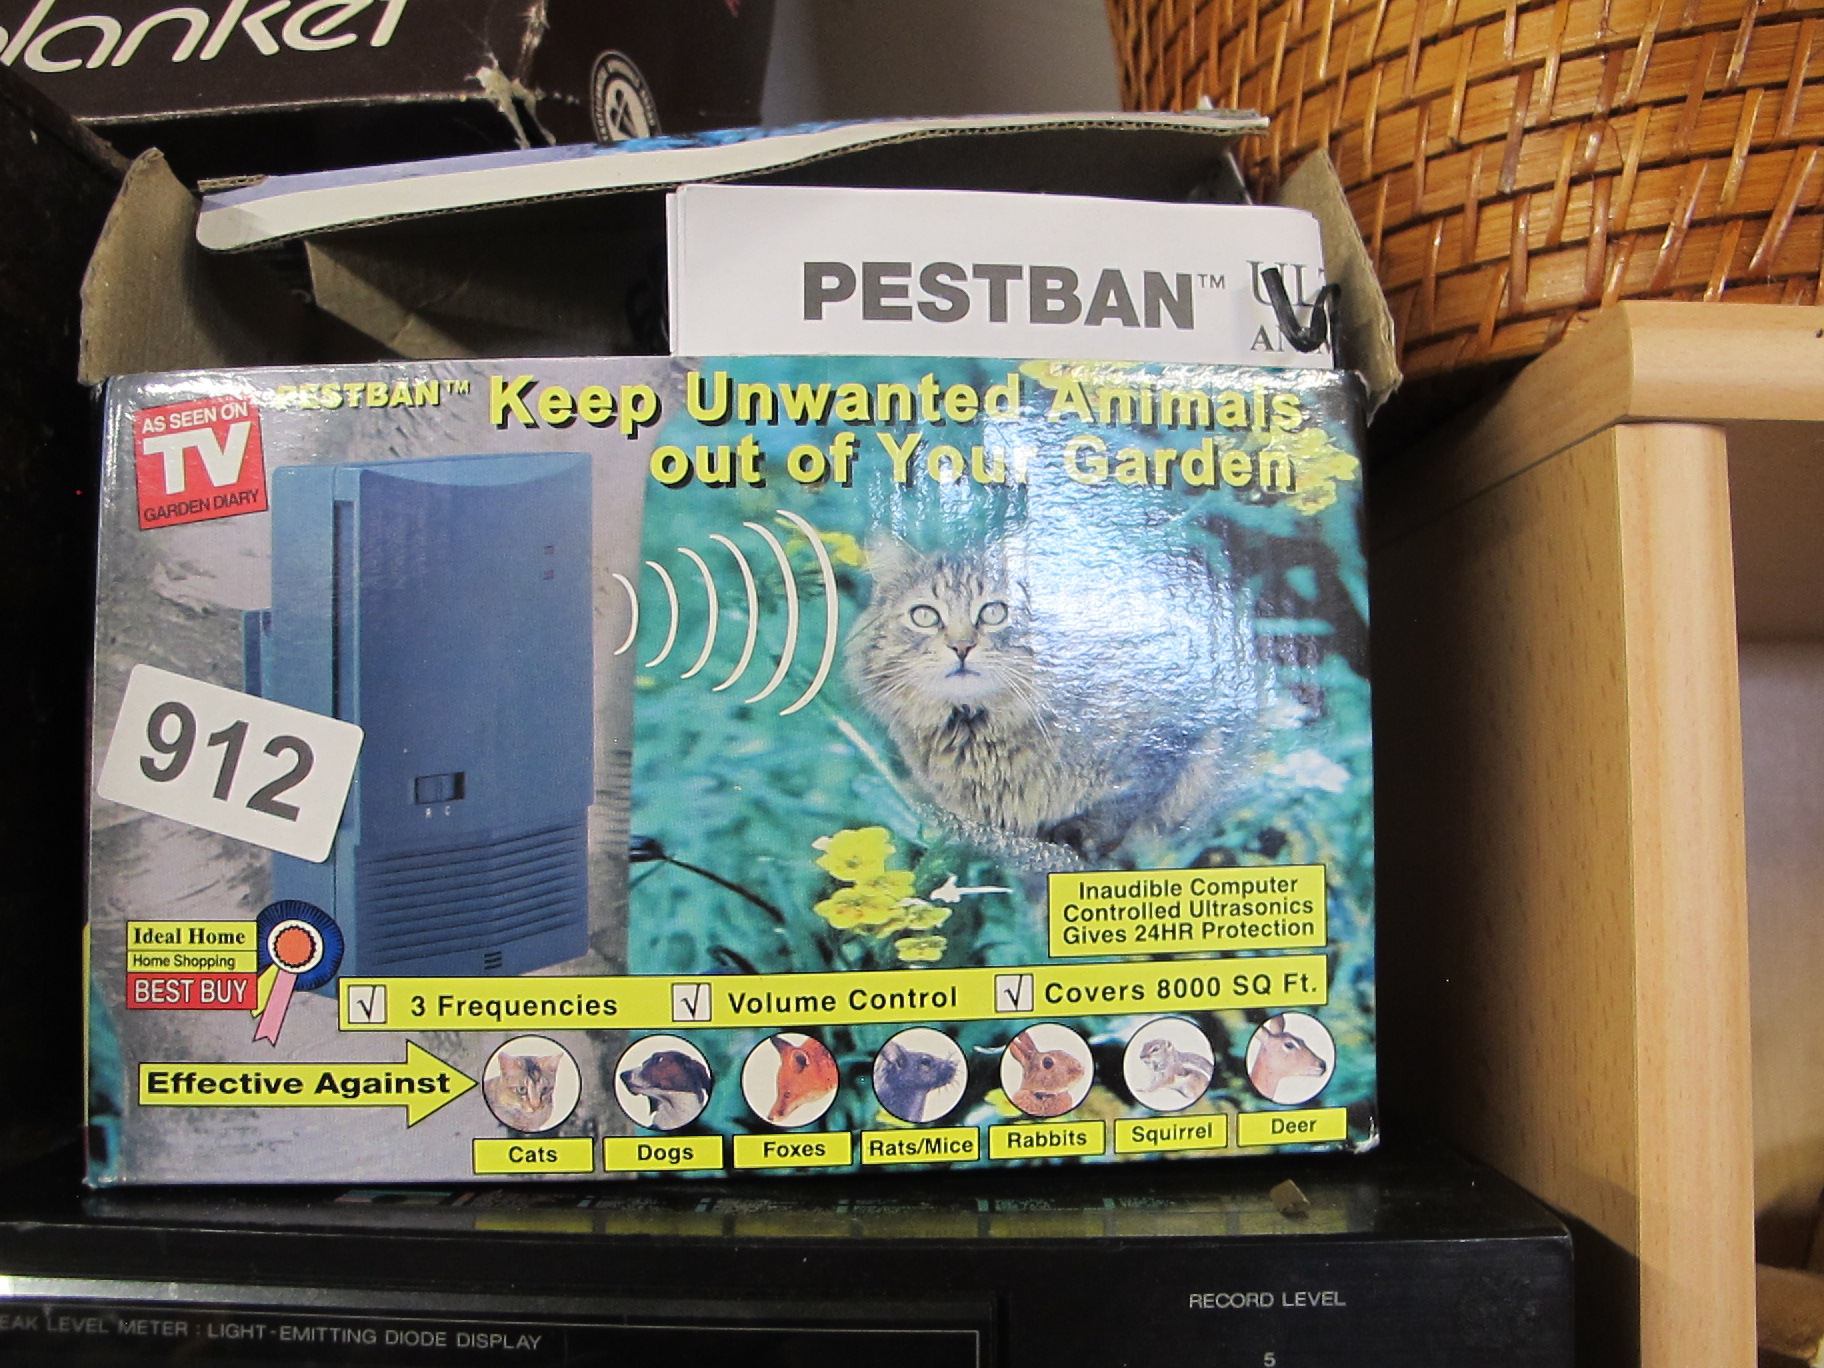 PESTBAN™
AS SEEN ON
TV
GARDEN DIARY
PESTBAN™ Keep Unwanted Animals
out of Your Garden
912
Inaudible Computer
Controlled Ultrasonics
Gives 24HR Protection
Ideal Home
Home Shopping
BEST BUY
√ 3 Frequencies √ Volume Control √ Covers 8000 SQ Ft.
Effective Against
Cats Dogs Foxes Rats/Mice Rabbits Squirrel Deer
RECORD LEVEL
LEVEL METER : LIGHT-EMITTING DIODE DISPLAY
5